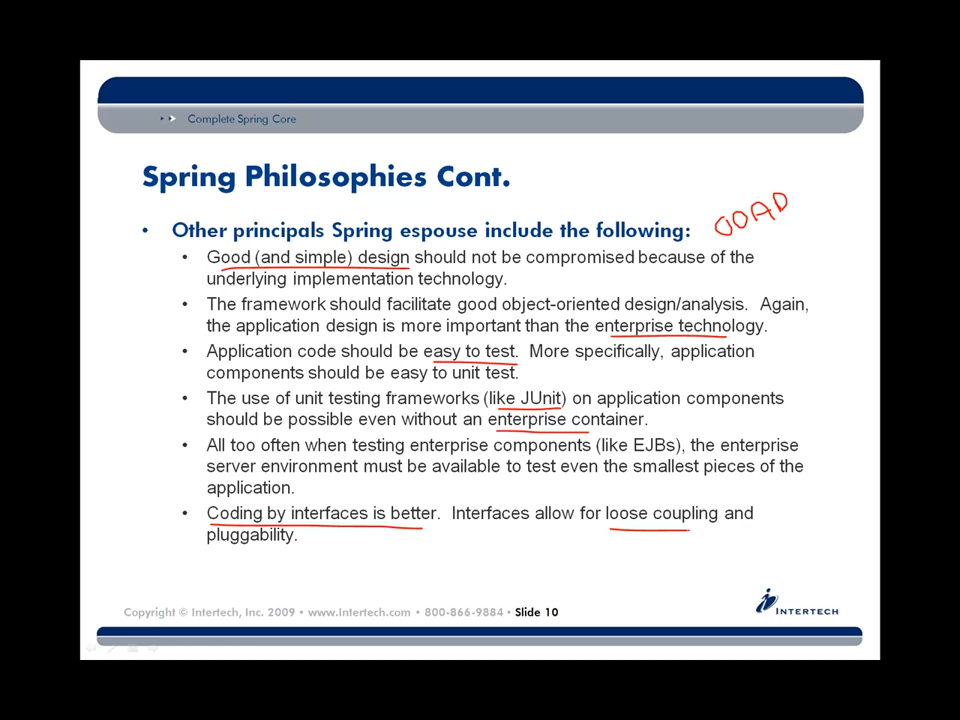 Complete Spring Core
Spring Philosophies Cont.
OOAD
• Other principals Spring espouse include the following:
• Good (and simple) design should not be compromised because of the
underlying implementation technology.
• The framework should facilitate good object-oriented design/analysis. Again,
the application design is more important than the enterprise technology.
• Application code should be easy to test. More specifically, application
components should be easy to unit test.
• The use of unit testing frameworks (like JUnit) on application components
should be possible even without an enterprise container.
• All too often when testing enterprise components (like EJBs), the enterprise
server environment must be available to test even the smallest pieces of the
application.
• Coding by interfaces is better. Interfaces allow for loose coupling and
pluggability.
Copyright © Intertech, Inc. 2009 • www.Intertech.com • 800-866-9884 • Slide 10
INTERTECH